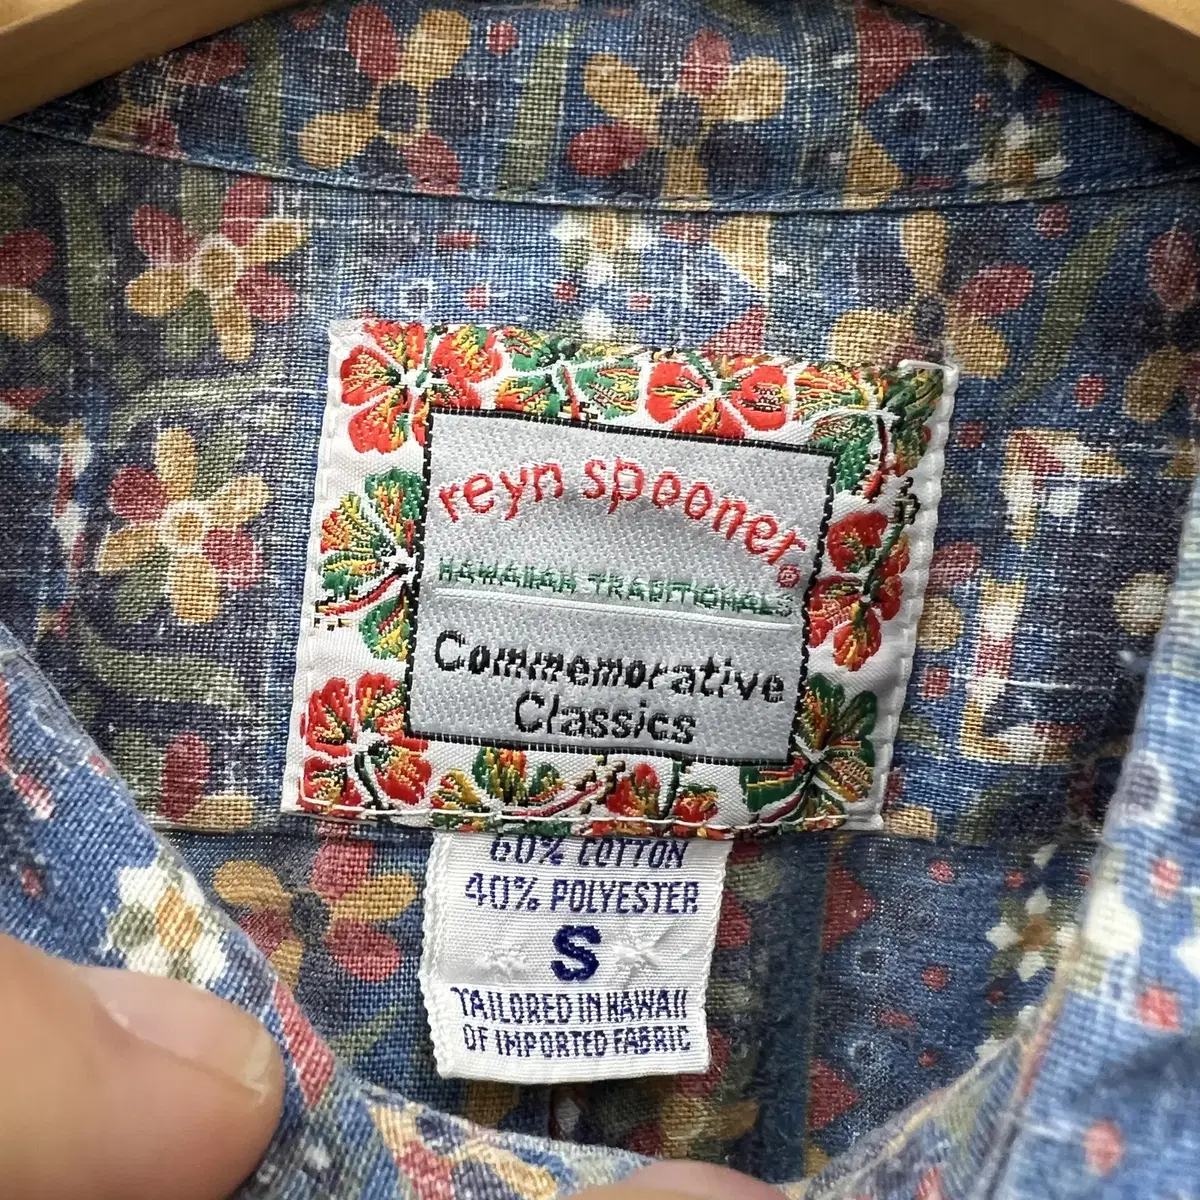 reyn spooner®
HAWAIIAN TRADITIONALS
Commemorative
Classics
60% COTTON
40% POLYESTER
S
TAILORED IN HAWAII
OF IMPORTED FABRIC